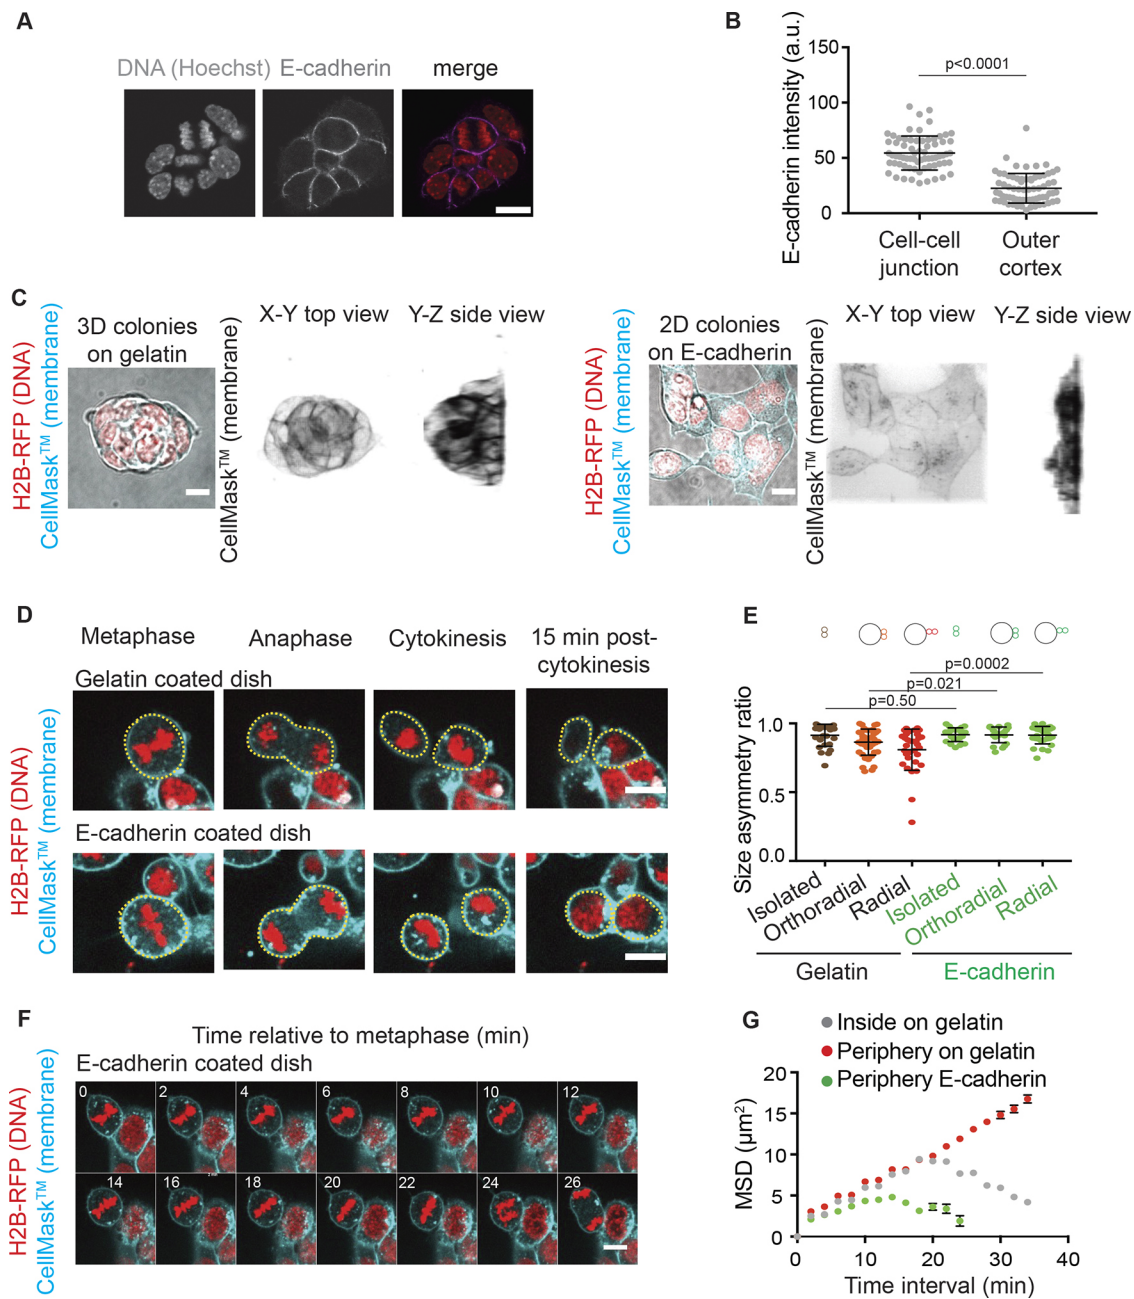 A
DNA (Hoechst) E-cadherin merge
B
E-cadherin intensity (a.u.)
150
100
50
0
p<0.0001
Cell-cell
junction
Outer
cortex
C
H2B-RFP (DNA)
CellMask™ (membrane)
3D colonies
on gelatin
CellMask™ (membrane)
X-Y top view
Y-Z side view
H2B-RFP (DNA)
CellMask™ (membrane)
2D colonies
on E-cadherin
CellMask™ (membrane)
X-Y top view
Y-Z side view
D
H2B-RFP (DNA)
CellMask™ (membrane)
Metaphase
Anaphase
Cytokinesis
15 min post-
cytokinesis
Gelatin coated dish
E-cadherin coated dish
E
p=0.0002
p=0.021
p=0.50
Size asymmetry ratio
1.0
0.5
0.0
Isolated
Orthoradial
Radial
Isolated
Orthoradial
Radial
Gelatin
E-cadherin
F
Time relative to metaphase (min)
E-cadherin coated dish
H2B-RFP (DNA)
CellMask™ (membrane)
0 2 4 6 8 10 12
14 16 18 20 22 24 26
G
Inside on gelatin
Periphery on gelatin
Periphery E-cadherin
MSD (µm²)
20
15
10
5
0
0 10 20 30 40
Time interval (min)